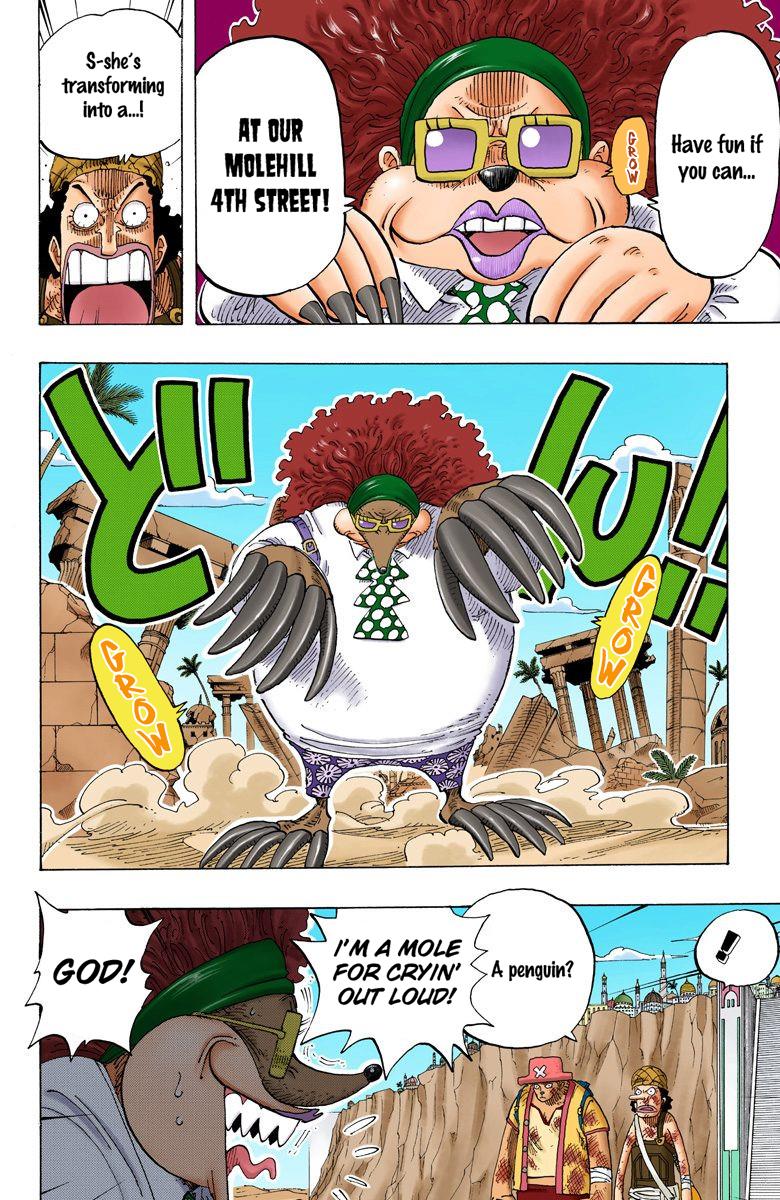 Have fun if
you can...
GROW
AT OUR
MOLEHILL
4TH STREET!
S-she's
transforming
into a...!
どん!!
GROW
GROW
!
A penguin?
I'M A MOLE
FOR CRYIN'
OUT LOUD!
GOD!